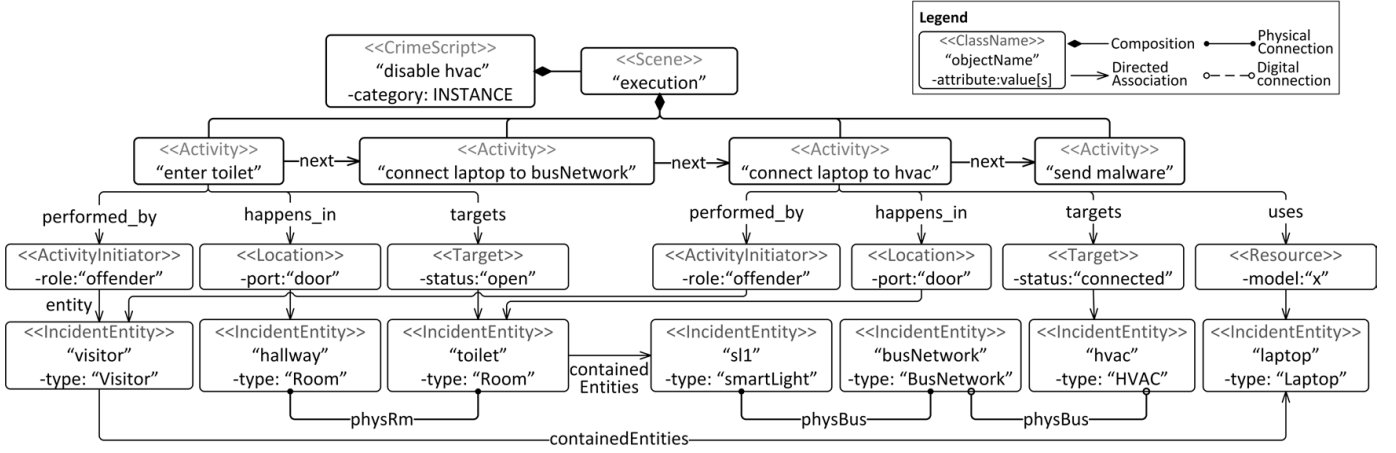 Legend
<<ClassName>>
“objectName”
-attribute:value[s]
Composition
Physical
Connection
Directed
Association
Digital
connection
<<CrimeScript>>
“disable hvac”
-category: INSTANCE
<<Scene>>
“execution”
<<Activity>>
“enter toilet”
next
<<Activity>>
“connect laptop to busNetwork”
next
<<Activity>>
“connect laptop to hvac”
next
<<Activity>>
“send malware”
performed_by
happens_in
targets
performed_by
happens_in
targets
uses
<<ActivityInitiator>>
-role:“offender”
<<Location>>
-port:“door”
<<Target>>
-status:“open”
<<ActivityInitiator>>
-role:“offender”
<<Location>>
-port:“door”
<<Target>>
-status:“connected”
<<Resource>>
-model:“x”
entity
<<IncidentEntity>>
“visitor”
-type: “Visitor”
<<IncidentEntity>>
“hallway”
-type: “Room”
<<IncidentEntity>>
“toilet”
-type: “Room”
contained
Entities
<<IncidentEntity>>
“sl1”
-type: “smartLight”
<<IncidentEntity>>
“busNetwork”
-type: “BusNetwork”
<<IncidentEntity>>
“hvac”
-type: “HVAC”
<<IncidentEntity>>
“laptop”
-type: “Laptop”
physRm
physBus
physBus
containedEntities